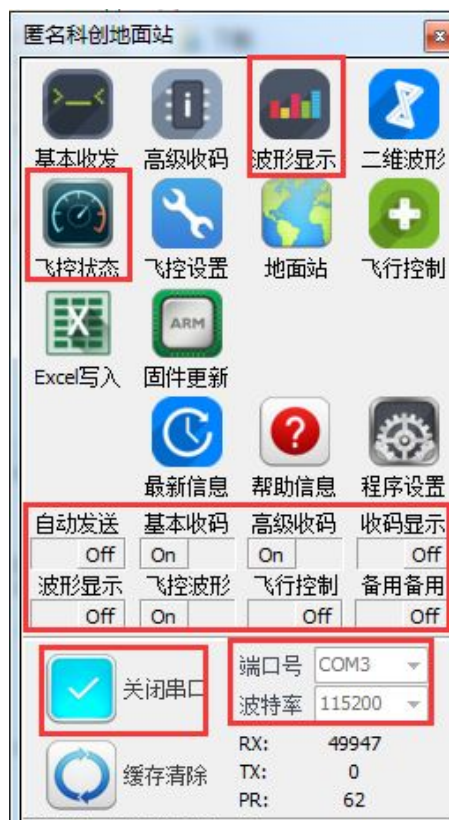 匿名科创地面站 x
>_<
i
基本收发 高级收码 波形显示 二维波形
飞控状态 飞控设置 地面站 飞行控制
X ARM
Excel写入 固件更新
?
最新信息 帮助信息 程序设置
自动发送 基本收码 高级收码 收码显示
Off On On Off
波形显示 飞控波形 飞行控制 备用备用
Off On Off Off
关闭串口
端口号 COM3
波特率 115200
RX: 49947
缓存清除 TX: 0
PR: 62